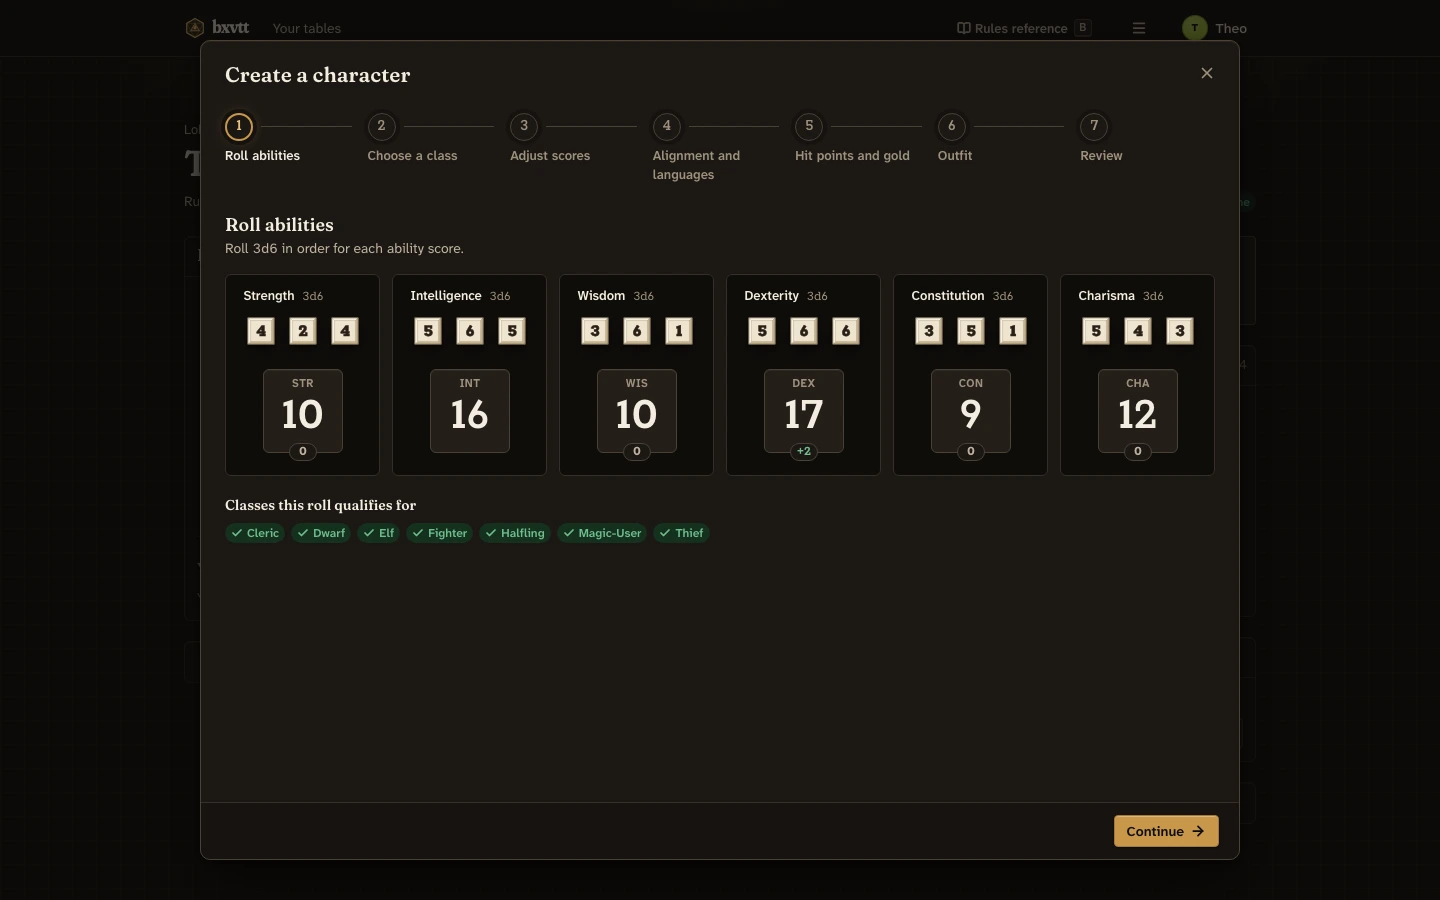 bxvtt Your tables Rules reference B Theo
T
Create a character
1 2 3 4 5 6 7
Roll abilities Choose a class Adjust scores Alignment and languages Hit points and gold Outfit Review
Roll abilities
Roll 3d6 in order for each ability score.
Strength 3d6 Intelligence 3d6 Wisdom 3d6 Dexterity 3d6 Constitution 3d6 Charisma 3d6
4 2 4 5 6 5 3 6 1 5 6 6 3 5 1 5 4 3
STR INT WIS DEX CON CHA
10 16 10 17 9 12
0 0 +2 0 0
Classes this roll qualifies for
Cleric Dwarf Elf Fighter Halfling Magic-User Thief
Continue